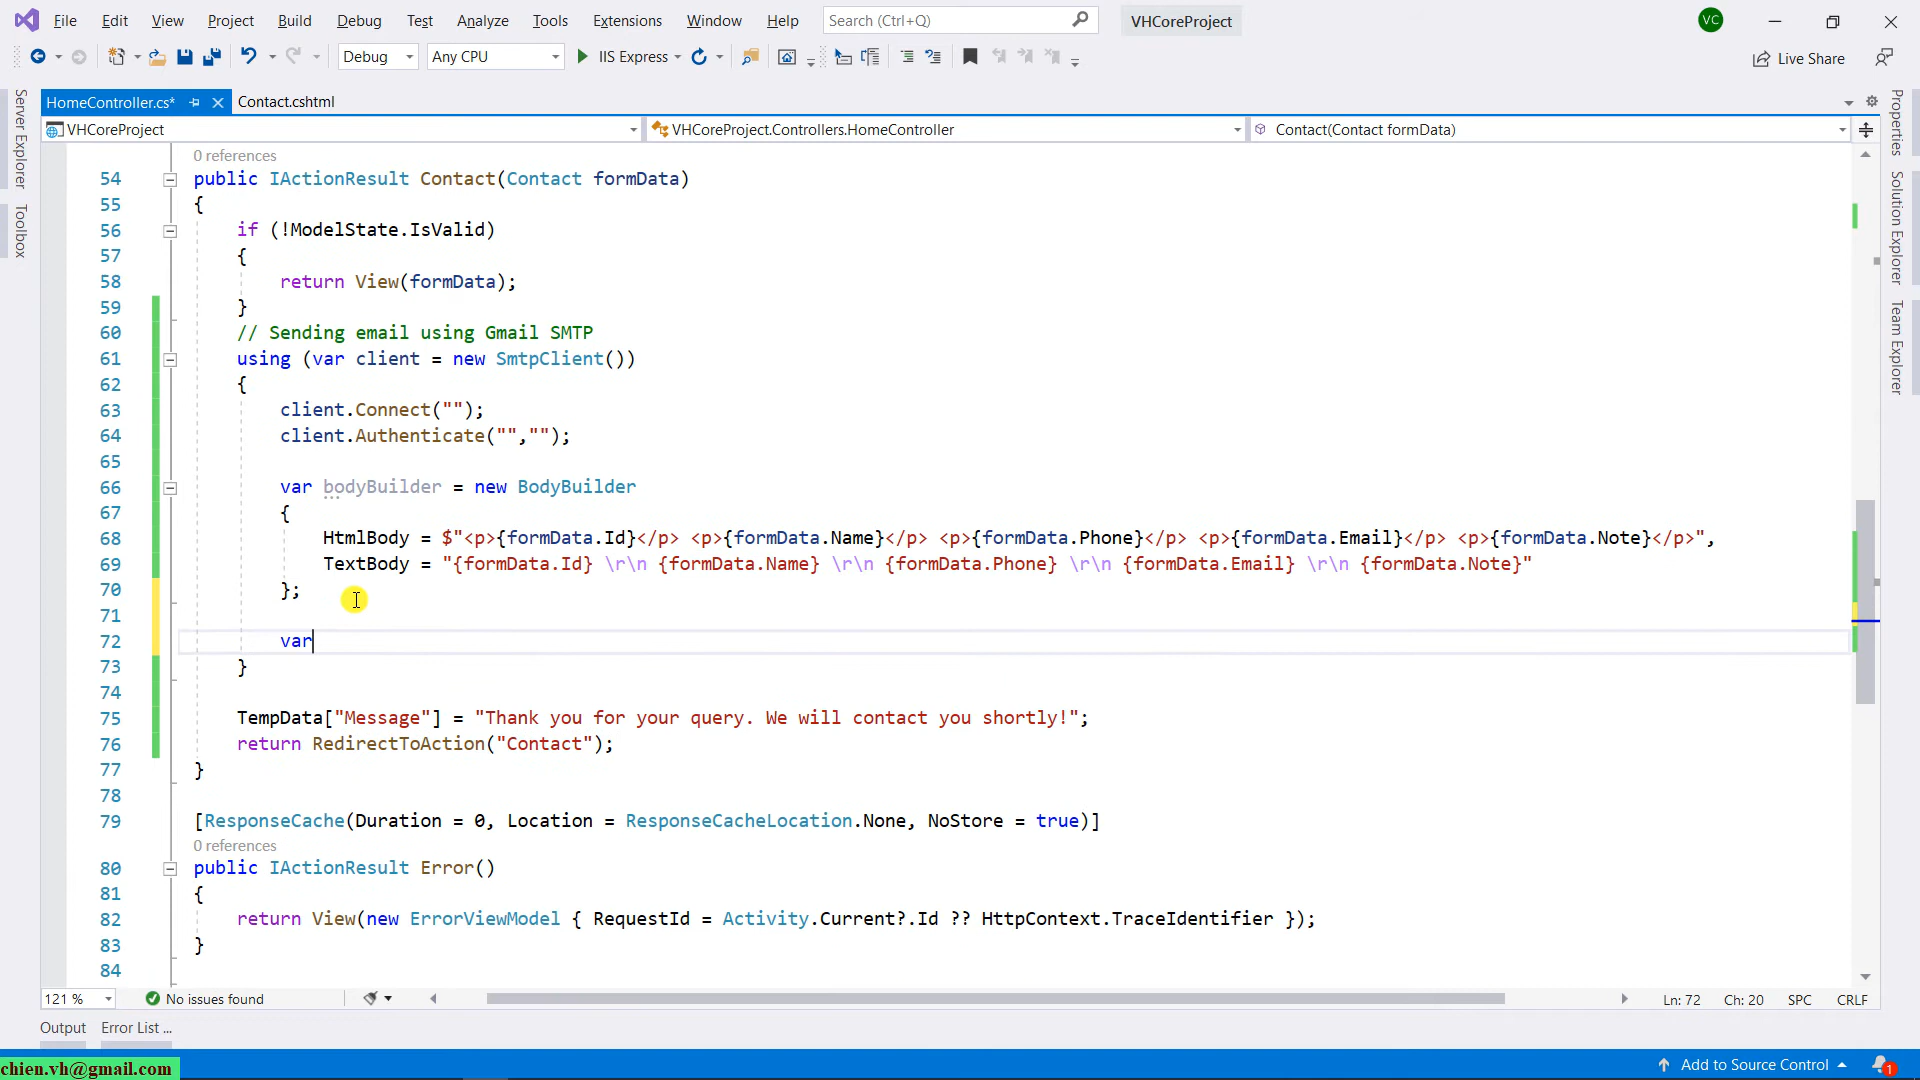 File Edit View Project Build Debug Test Analyze Tools Extensions Window Help Search (Ctrl+Q) VHCoreProject VC
Debug Any CPU IIS Express Live Share
HomeController.cs* Contact.cshtml
VHCoreProject VHCoreProject.Controllers.HomeController Contact(Contact formData)
Server Explorer
Toolbox
Properties
Solution Explorer
Team Explorer
0 references
54 public IActionResult Contact(Contact formData)
55 {
56 if (!ModelState.IsValid)
57 {
58 return View(formData);
59 }
60 // Sending email using Gmail SMTP
61 using (var client = new SmtpClient())
62 {
63 client.Connect("");
64 client.Authenticate("","");
65
66 var bodyBuilder = new BodyBuilder
67 {
68 HtmlBody = $"<p>{formData.Id}</p> <p>{formData.Name}</p> <p>{formData.Phone}</p> <p>{formData.Email}</p> <p>{formData.Note}</p>",
69 TextBody = "{formData.Id} \r\n {formData.Name} \r\n {formData.Phone} \r\n {formData.Email} \r\n {formData.Note}"
70 };
71
72 var
73 }
74
75 TempData["Message"] = "Thank you for your query. We will contact you shortly!";
76 return RedirectToAction("Contact");
77 }
78
79 [ResponseCache(Duration = 0, Location = ResponseCacheLocation.None, NoStore = true)]
0 references
80 public IActionResult Error()
81 {
82 return View(new ErrorViewModel { RequestId = Activity.Current?.Id ?? HttpContext.TraceIdentifier });
83 }
84
121 % No issues found Ln: 72 Ch: 20 SPC CRLF
Output Error List ...
chien.vh@gmail.com Add to Source Control 1